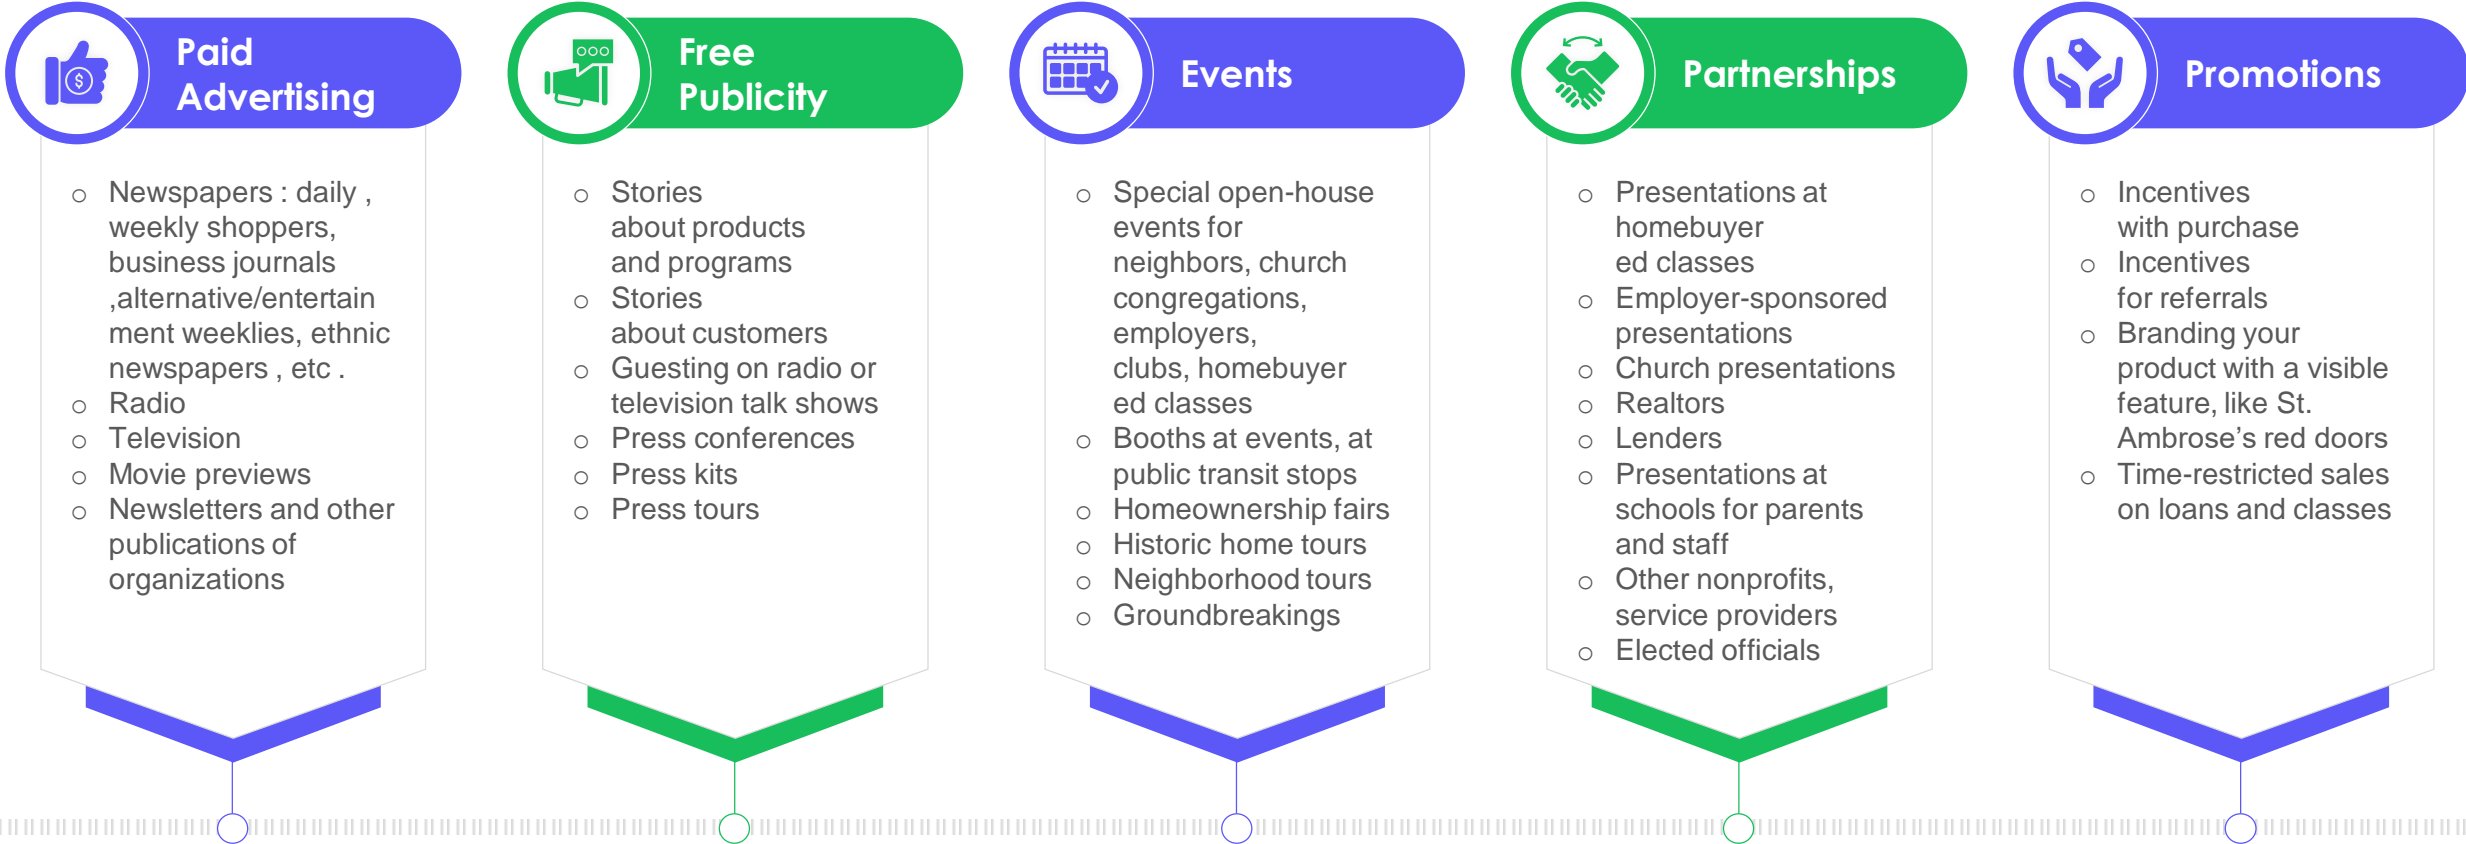 Paid
Advertising
○ Newspapers : daily ,
weekly shoppers,
business journals
,alternative/entertain
ment weeklies, ethnic
newspapers , etc .
○ Radio
○ Television
○ Movie previews
○ Newsletters and other
publications of
organizations
Free
Publicity
○ Stories
about products
and programs
○ Stories
about customers
○ Guesting on radio or
television talk shows
○ Press conferences
○ Press kits
○ Press tours
Events
○ Special open-house
events for
neighbors, church
congregations,
employers,
clubs, homebuyer
ed classes
○ Booths at events, at
public transit stops
○ Homeownership fairs
○ Historic home tours
○ Neighborhood tours
○ Groundbreakings
Partnerships
○ Presentations at
homebuyer
ed classes
○ Employer-sponsored
presentations
○ Church presentations
○ Realtors
○ Lenders
○ Presentations at
schools for parents
and staff
○ Other nonprofits,
service providers
○ Elected officials
Promotions
○ Incentives
with purchase
○ Incentives
for referrals
○ Branding your
product with a visible
feature, like St.
Ambrose’s red doors
○ Time-restricted sales
on loans and classes